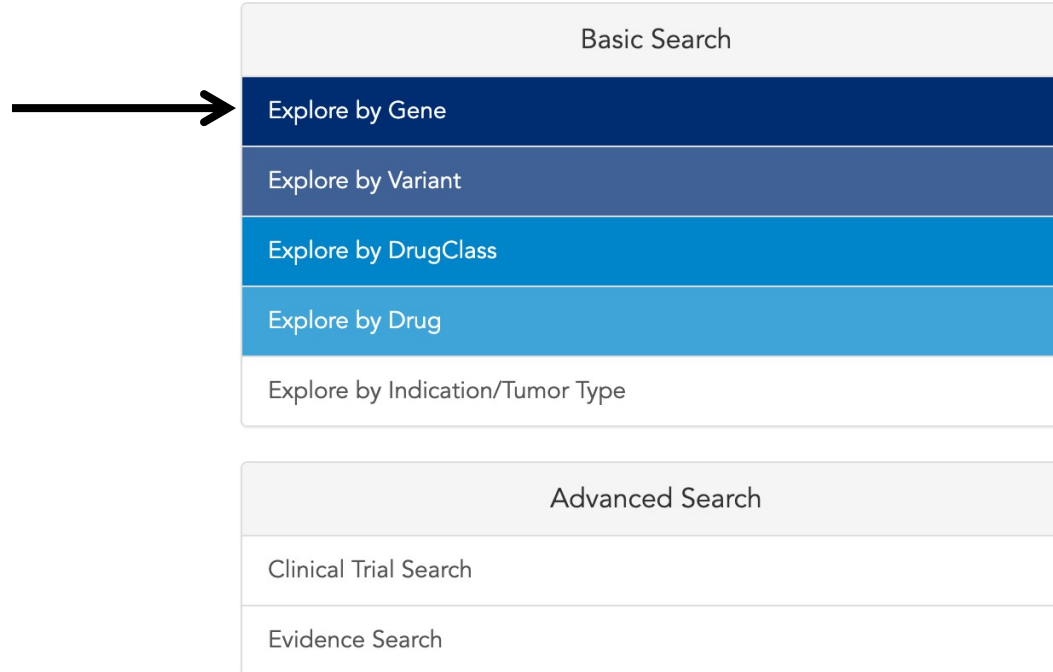 Basic Search
Explore by Gene
Explore by Variant
Explore by DrugClass
Explore by Drug
Explore by Indication/Tumor Type
Advanced Search
Clinical Trial Search
Evidence Search